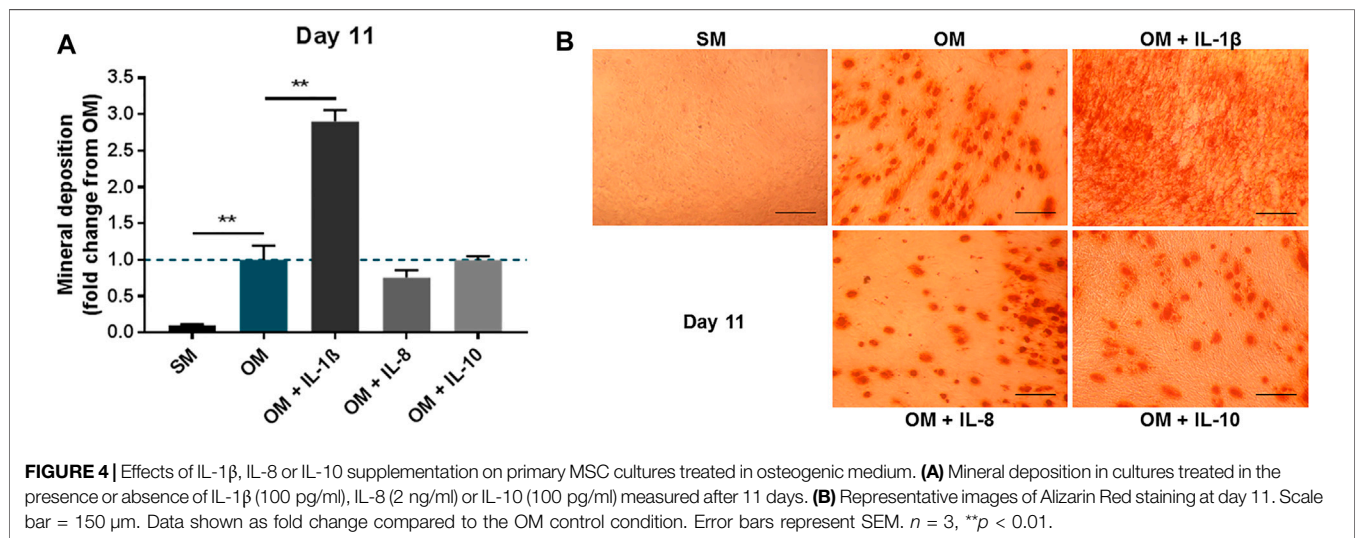 A
Day 11
Mineral deposition
(fold change from OM)
3.5
3.0
2.5
2.0
1.5
1.0
0.5
0.0
**
**
SM
OM
OM + IL-1ß
OM + IL-8
OM + IL-10
B
SM
OM
OM + IL-1β
Day 11
OM + IL-8
OM + IL-10
FIGURE 4 | Effects of IL-1β, IL-8 or IL-10 supplementation on primary MSC cultures treated in osteogenic medium. (A) Mineral deposition in cultures treated in the
presence or absence of IL-1β (100 pg/ml), IL-8 (2 ng/ml) or IL-10 (100 pg/ml) measured after 11 days. (B) Representative images of Alizarin Red staining at day 11. Scale
bar = 150 μm. Data shown as fold change compared to the OM control condition. Error bars represent SEM. n = 3, **p < 0.01.